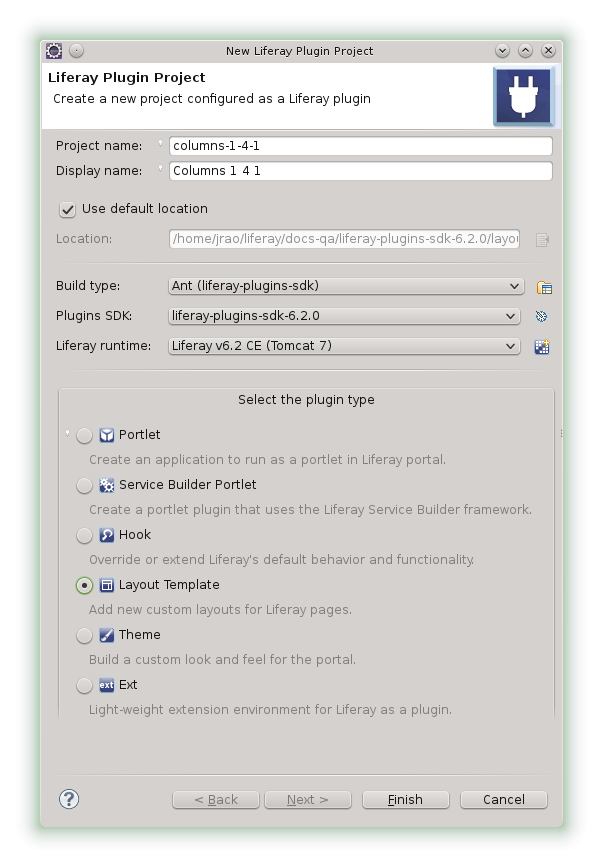 New Liferay Plugin Project
Liferay Plugin Project
Create a new project configured as a Liferay plugin
Project name: columns-1-4-1
Display name: Columns 1 4 1
Use default location
Location: /home/jrao/liferay/docs-qa/liferay-plugins-sdk-6.2.0/layou
Build type: Ant (liferay-plugins-sdk)
Plugins SDK: liferay-plugins-sdk-6.2.0
Liferay runtime: Liferay v6.2 CE (Tomcat 7)
Select the plugin type
Portlet
Create an application to run as a portlet in Liferay portal.
Service Builder Portlet
Create a portlet plugin that uses the Liferay Service Builder framework.
Hook
Override or extend Liferay's default behavior and functionality.
Layout Template
Add new custom layouts for Liferay pages.
Theme
Build a custom look and feel for the portal.
ext Ext
Light-weight extension environment for Liferay as a plugin.
? < Back Next > Finish Cancel